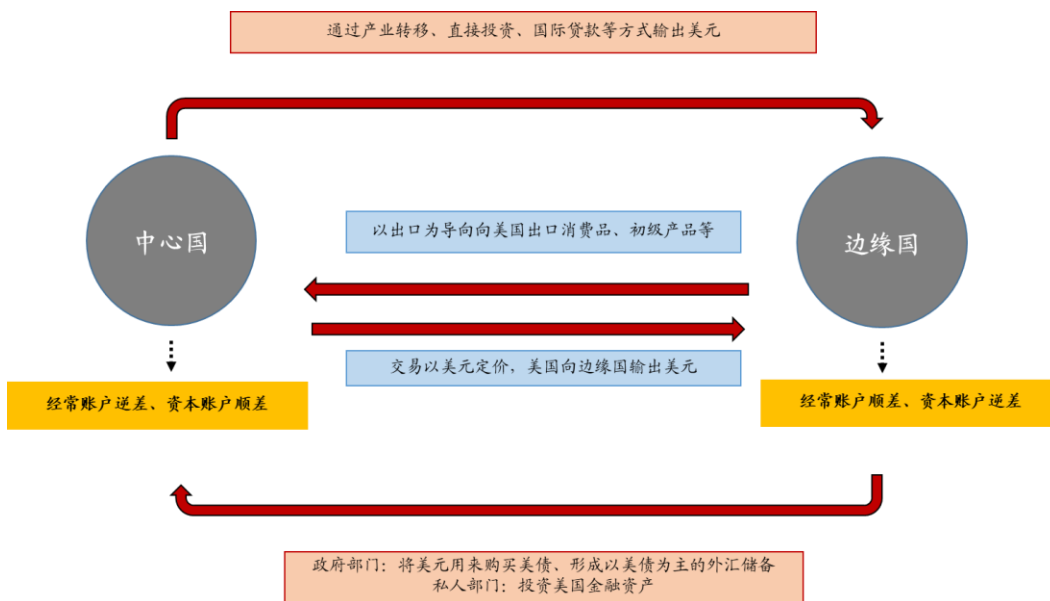 通过产业转移、直接投资、国际贷款等方式输出美元
中心国
边缘国
以出口为导向向美国出口消费品、初级产品等
交易以美元定价，美国向边缘国输出美元
经常账户逆差、资本账户顺差
经常账户顺差、资本账户逆差
政府部门：将美元用来购买美债、形成以美债为主的外汇储备
私人部门：投资美国金融资产